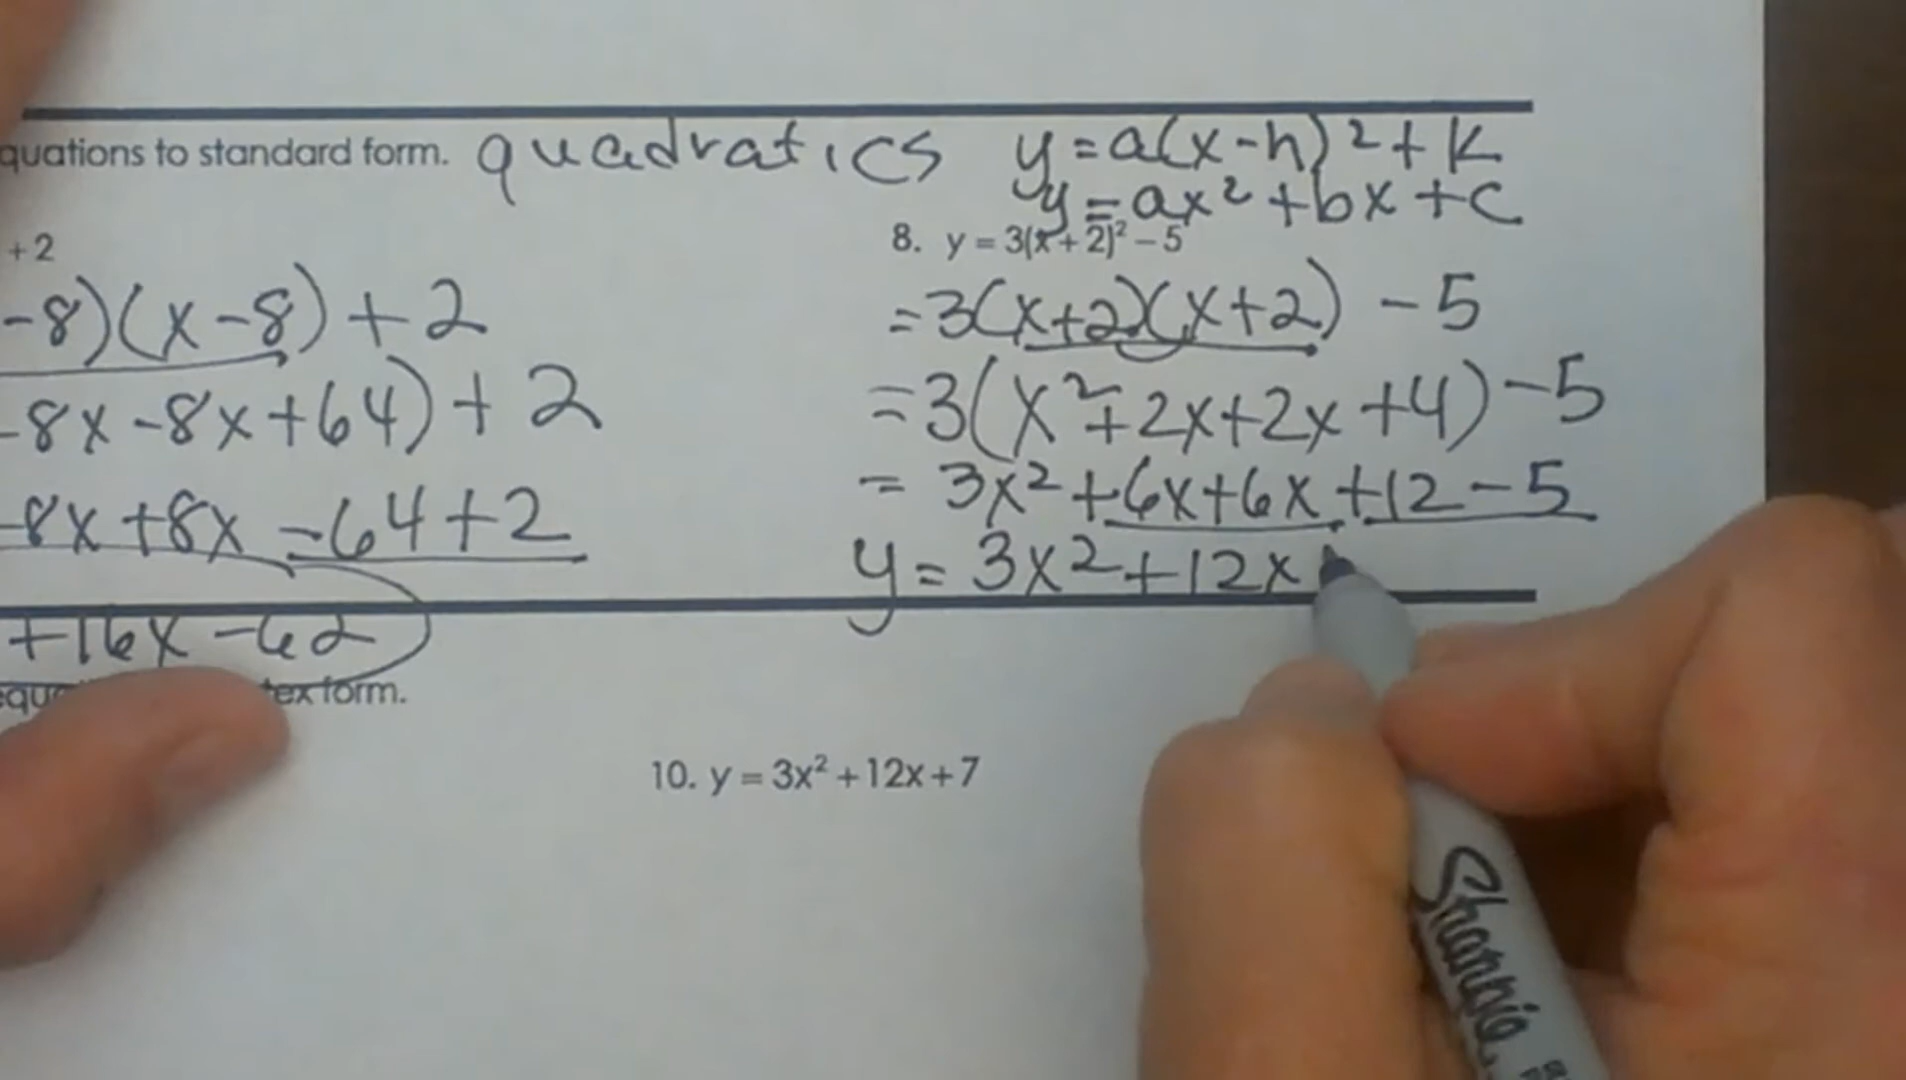 quations to standard form. quadratics y=a(x-h)²+k
y=ax²+bx+c
+2
-8)(x-8)+2
-8x-8x+64)+2
-8x+8x-64+2
+16x-62
8. y = 3(x + 2)² – 5
=3(x+2)(x+2) -5
=3(x²+2x+2x+4)-5
= 3x²+6x+6x+12-5
y= 3x²+12x
equ tex form.
10. y = 3x² + 12x + 7
Sharpie